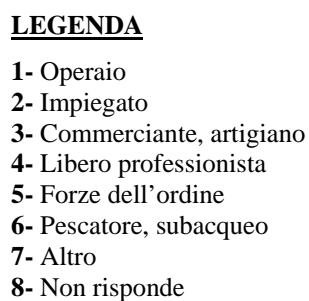 LEGENDA
1- Operaio
2- Impiegato
3- Commerciante, artigiano
4- Libero professionista
5- Forze dell’ordine
6- Pescatore, subacqueo
7- Altro
8- Non risponde